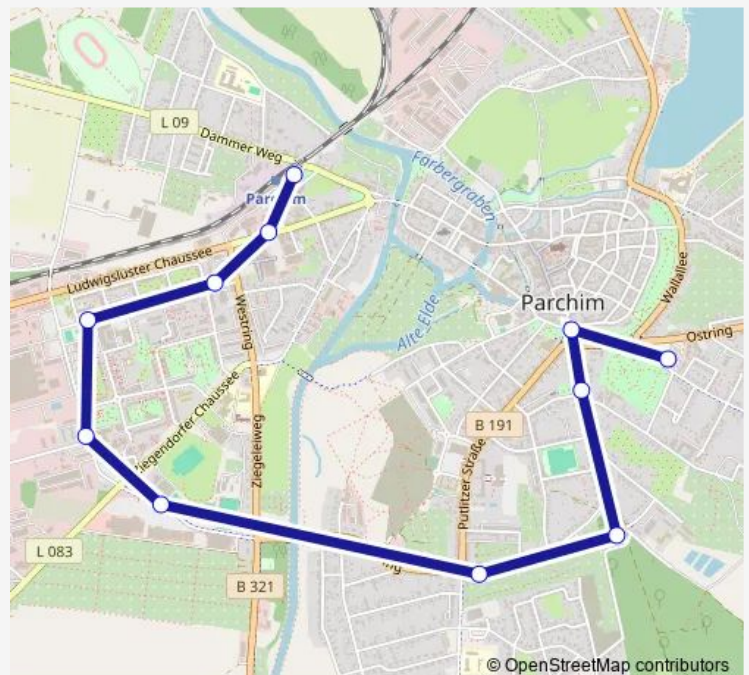 L 09
Dammer Weg
Färbergraben
Ludwigsluster Chaussee
Wallallee
Parchim
Alte Elde
Ostring
Westring
Ziegendorfer Chaussee
B 191
Ziegeleiweg
Putlitzer Straße
L 083
B 321
© OpenStreetMap contributors